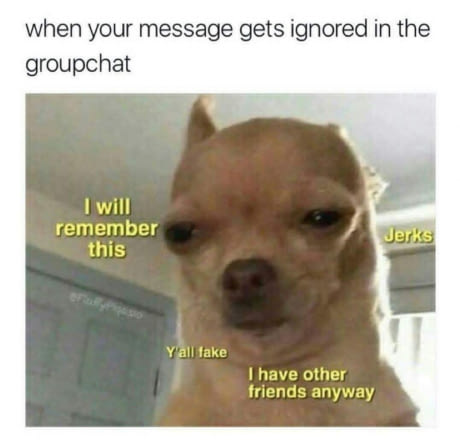 when your message gets ignored in the
groupchat
I will
remember
this
Jerks
Y'all fake
I have other
friends anyway